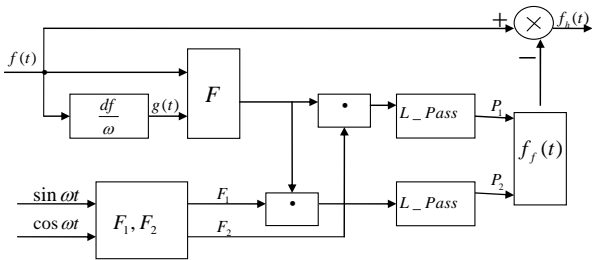 +
×
f_h(t)
−
f(t)
df/ω
g(t)
F
•
L_Pass
P_1
f_f(t)
sin ωt
cos ωt
F_1, F_2
F_1
F_2
•
L_Pass
P_2